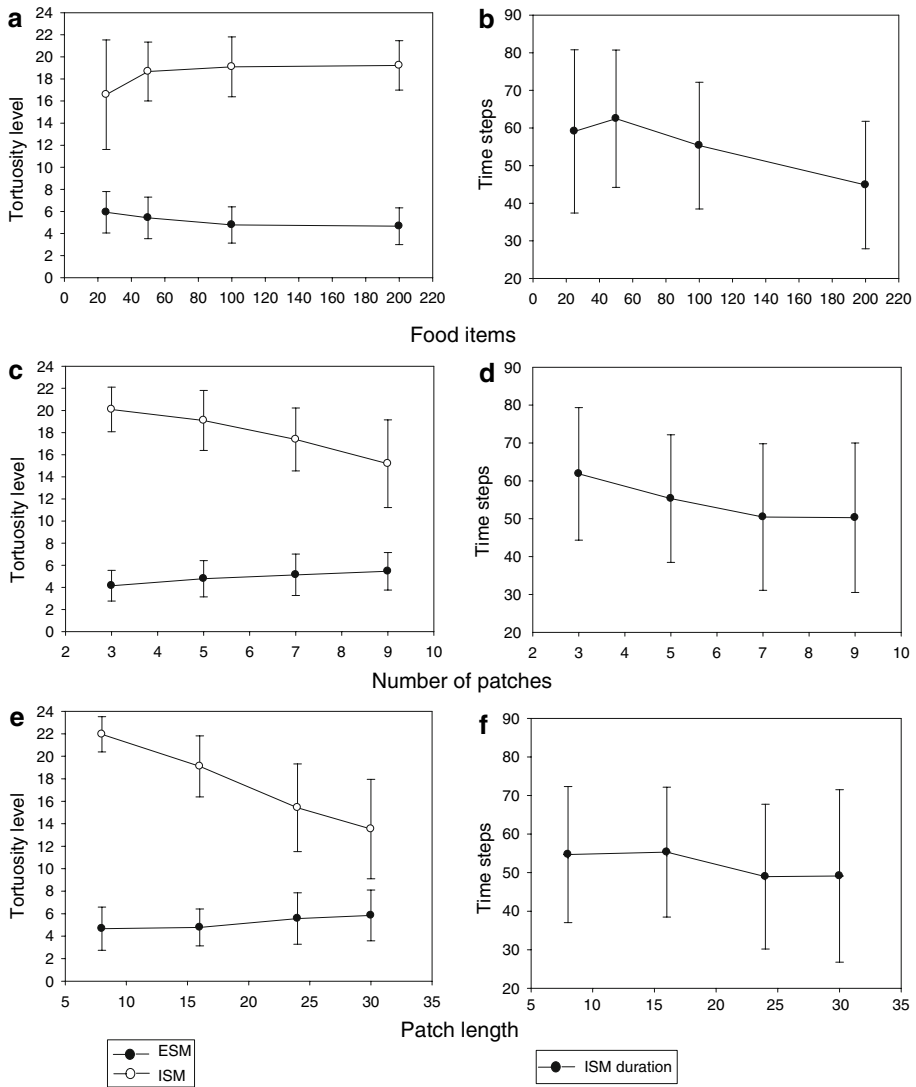 a
24
22
20
18
16
14
12
10
8
6
4
2
0
Tortuosity level
0 20 40 60 80 100 120 140 160 180 200 220
b
90
80
70
60
50
40
30
20
Time steps
0 20 40 60 80 100 120 140 160 180 200 220
Food items
c
24
22
20
18
16
14
12
10
8
6
4
2
0
Tortuosity level
2 3 4 5 6 7 8 9 10
d
90
80
70
60
50
40
30
20
Time steps
2 3 4 5 6 7 8 9 10
Number of patches
e
24
22
20
18
16
14
12
10
8
6
4
2
0
Tortuosity level
5 10 15 20 25 30 35
f
90
80
70
60
50
40
30
20
Time steps
5 10 15 20 25 30 35
Patch length
ESM
ISM
ISM duration